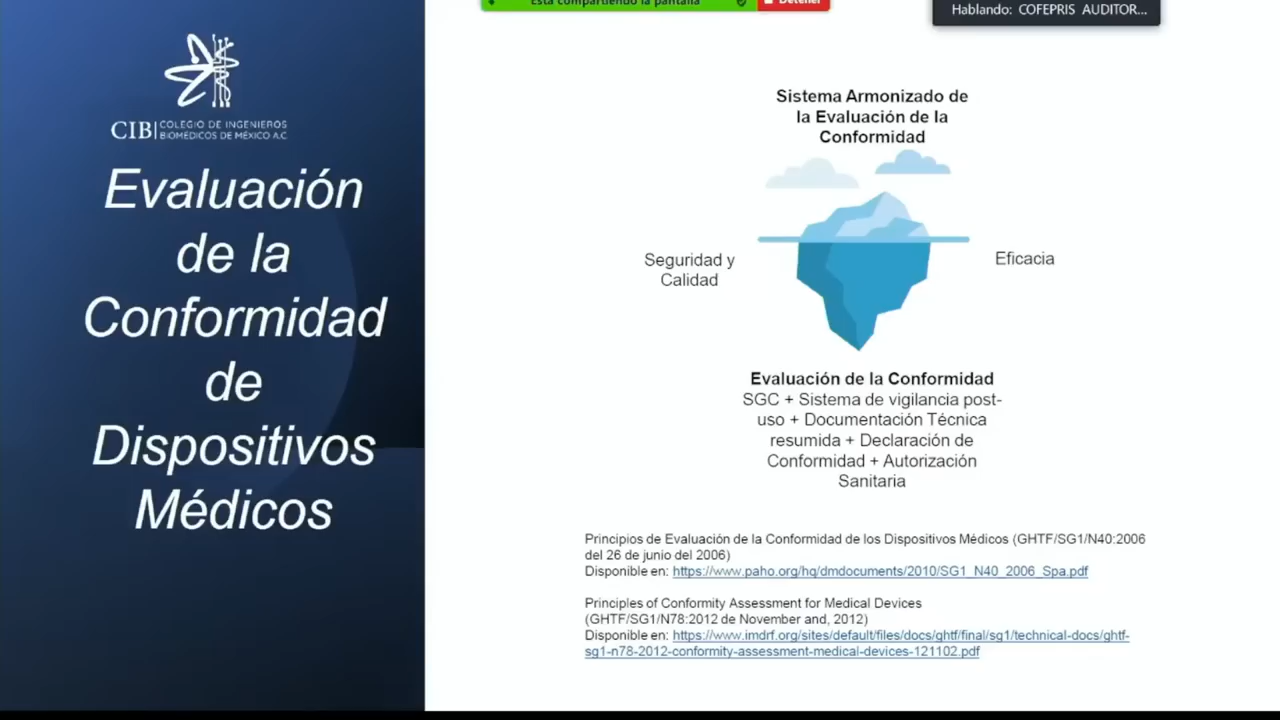 Está compartiendo la pantalla
Detener
Hablando: COFEPRIS AUDITOR...
CIB
COLEGIO DE INGENIEROS
BIOMÉDICOS DE MÉXICO A.C
Evaluación
de la
Conformidad
de
Dispositivos
Médicos
Sistema Armonizado de
la Evaluación de la
Conformidad
Seguridad y
Calidad
Eficacia
Evaluación de la Conformidad
SGC + Sistema de vigilancia post-
uso + Documentación Técnica
resumida + Declaración de
Conformidad + Autorización
Sanitaria
Principios de Evaluación de la Conformidad de los Dispositivos Médicos (GHTF/SG1/N40:2006
del 26 de junio del 2006)
Disponible en: https://www.paho.org/hq/dmdocuments/2010/SG1_N40_2006_Spa.pdf
Principles of Conformity Assessment for Medical Devices
(GHTF/SG1/N78:2012 de November and, 2012)
Disponible en: https://www.imdrf.org/sites/default/files/docs/ghtf/final/sg1/technical-docs/ghtf-
sg1-n78-2012-conformity-assessment-medical-devices-121102.pdf